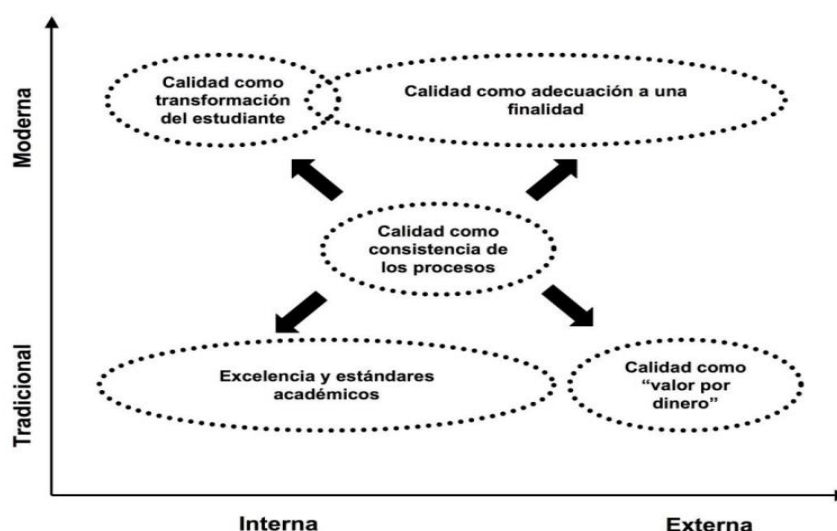 Moderna
Calidad como
transformación
del estudiante
Calidad como adecuación a una
finalidad
Calidad como
consistencia de
los procesos
Tradicional
Excelencia y estándares
académicos
Calidad como
“valor por
dinero”
Interna
Externa